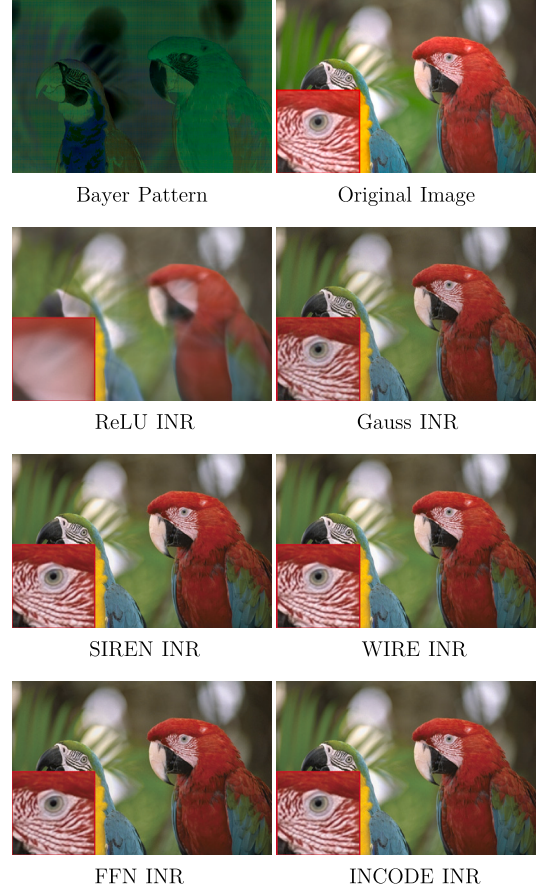 Bayer Pattern
Original Image
ReLU INR
Gauss INR
SIREN INR
WIRE INR
FFN INR
INCODE INR